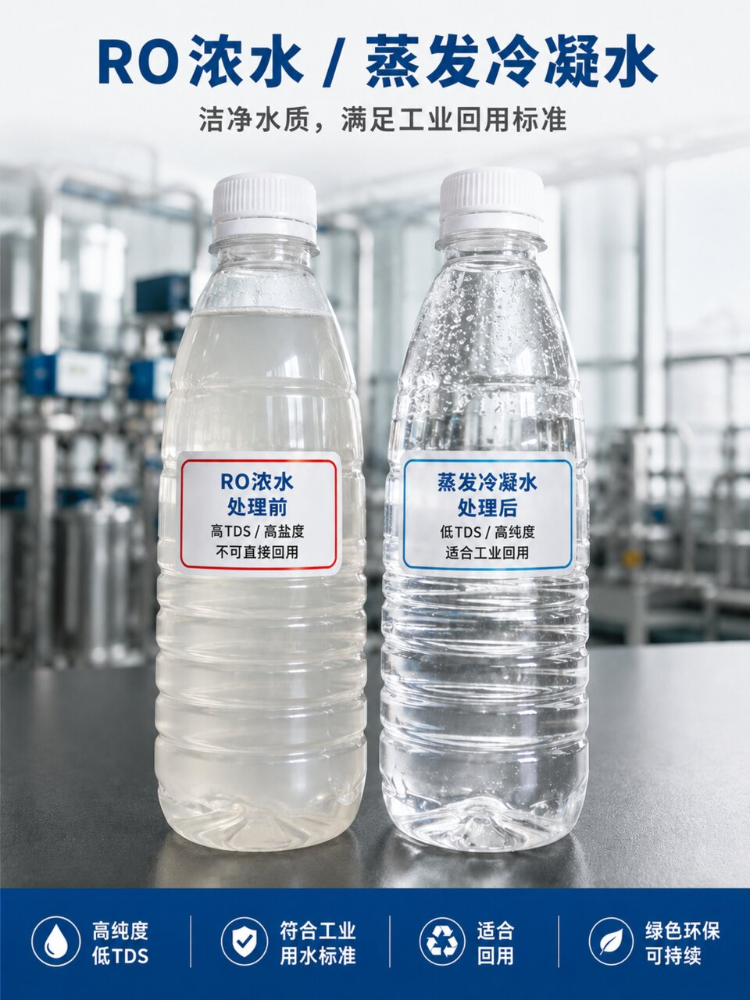 RO浓水 / 蒸发冷凝水
洁净水质，满足工业回用标准
RO浓水
处理前
高TDS / 高盐度
不可直接回用
蒸发冷凝水
处理后
低TDS / 高纯度
适合工业回用
高纯度
低TDS
符合工业
用水标准
适合
回用
绿色环保
可持续